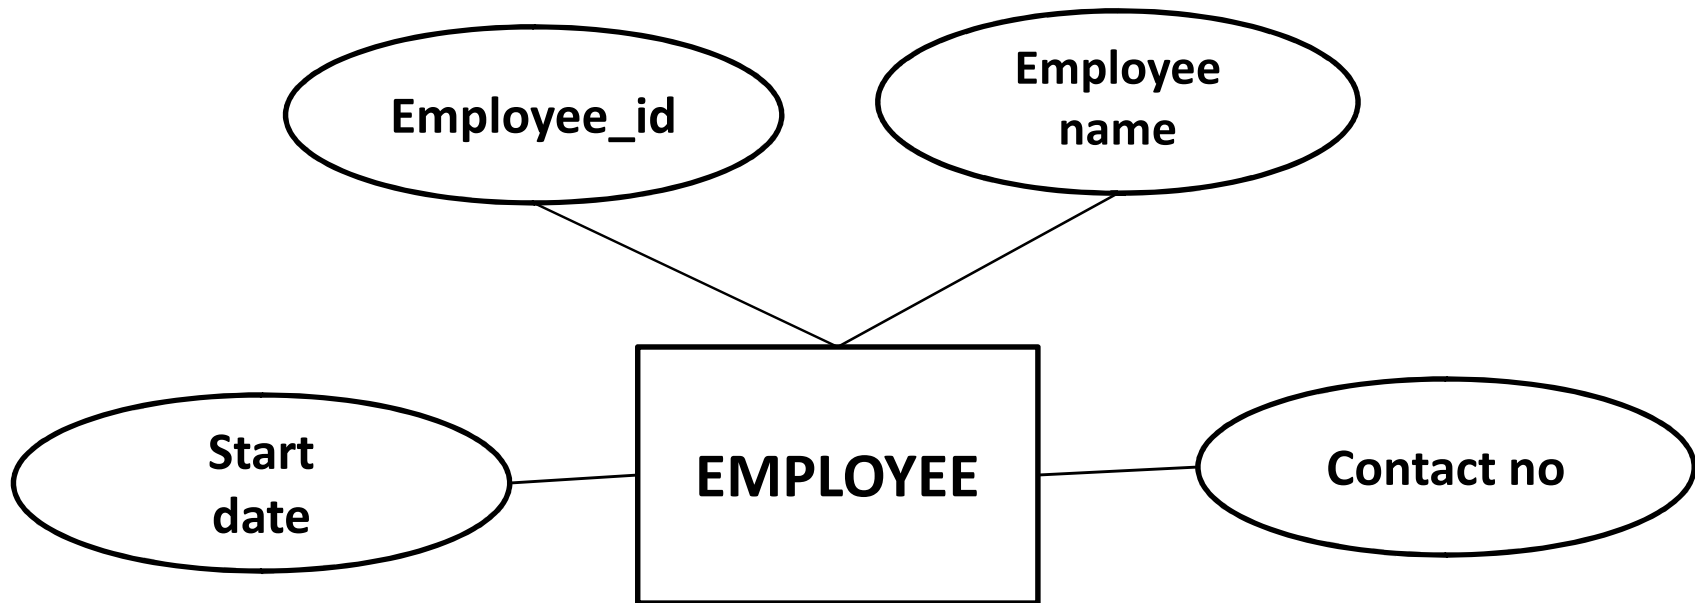 Employee_id
Employee
name
Start
date
EMPLOYEE
Contact no